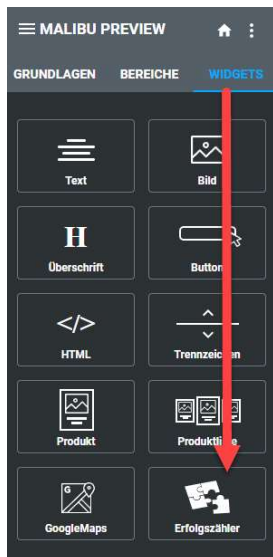 MALIBU PREVIEW
GRUNDLAGEN BEREICHE WIDGETS
Text Bild
H
Überschrift Button
</>
HTML Trennzeichen
Produkt Produktliste
G
GoogleMaps Erfolgszähler